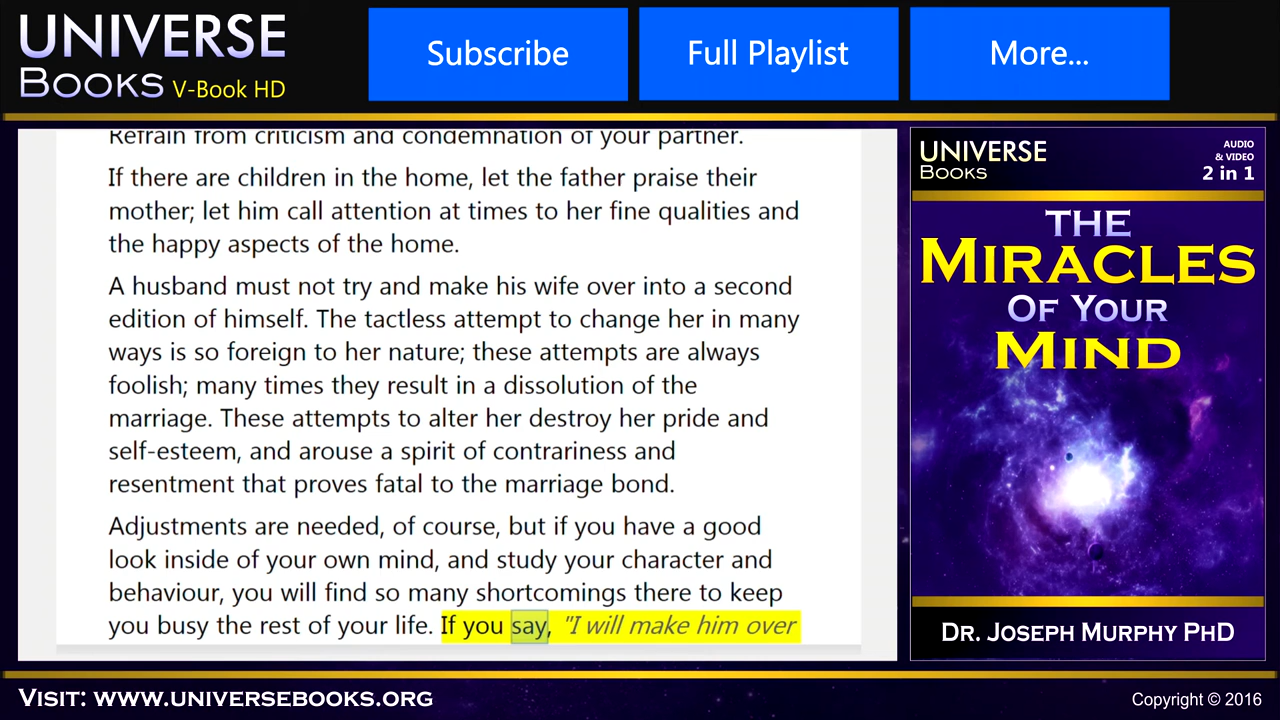 UNIVERSE
BOOKS V-Book HD
Subscribe
Full Playlist
More...
Refrain from criticism and condemnation of your partner.
If there are children in the home, let the father praise their
mother; let him call attention at times to her fine qualities and
the happy aspects of the home.
A husband must not try and make his wife over into a second
edition of himself. The tactless attempt to change her in many
ways is so foreign to her nature; these attempts are always
foolish; many times they result in a dissolution of the
marriage. These attempts to alter her destroy her pride and
self-esteem, and arouse a spirit of contrariness and
resentment that proves fatal to the marriage bond.
Adjustments are needed, of course, but if you have a good
look inside of your own mind, and study your character and
behaviour, you will find so many shortcomings there to keep
you busy the rest of your life. If you say, "I will make him over
UNIVERSE
BOOKS
AUDIO
& VIDEO
2 in 1
THE
MIRACLES
OF YOUR
MIND
DR. JOSEPH MURPHY PHD
VISIT: WWW.UNIVERSEBOOKS.ORG
Copyright © 2016